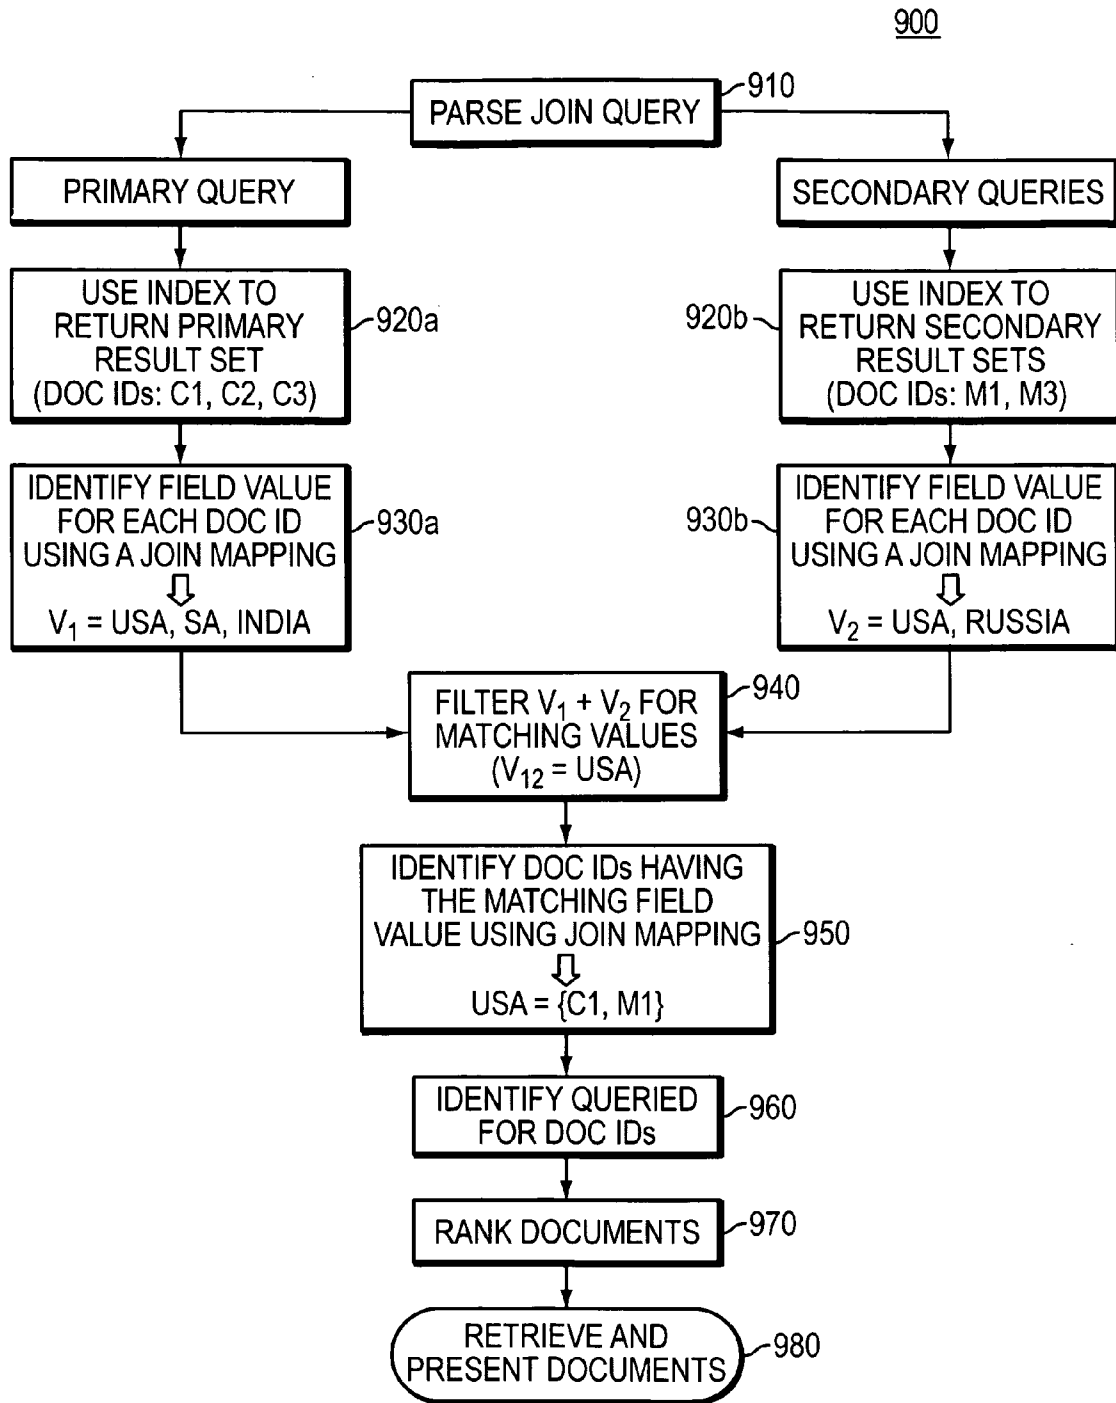 900
PARSE JOIN QUERY
910
PRIMARY QUERY
SECONDARY QUERIES
USE INDEX TO
RETURN PRIMARY
RESULT SET
(DOC IDs: C1, C2, C3)
920a
920b
USE INDEX TO
RETURN SECONDARY
RESULT SETS
(DOC IDs: M1, M3)
IDENTIFY FIELD VALUE
FOR EACH DOC ID
USING A JOIN MAPPING
V₁ = USA, SA, INDIA
930a
930b
IDENTIFY FIELD VALUE
FOR EACH DOC ID
USING A JOIN MAPPING
V₂ = USA, RUSSIA
FILTER V₁ + V₂ FOR
MATCHING VALUES
(V₁₂ = USA)
940
IDENTIFY DOC IDs HAVING
THE MATCHING FIELD
VALUE USING JOIN MAPPING
USA = {C1, M1}
950
IDENTIFY QUERIED
FOR DOC IDs
960
RANK DOCUMENTS
970
RETRIEVE AND
PRESENT DOCUMENTS
980